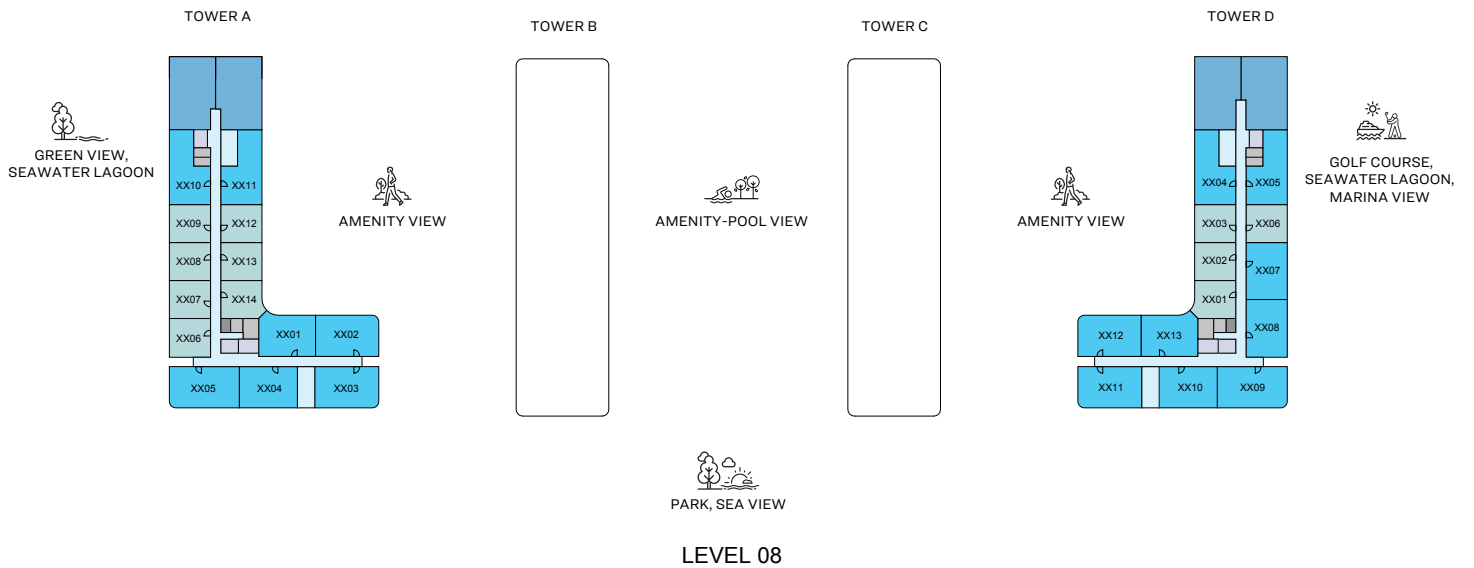 TOWER A
TOWER B
TOWER C
TOWER D
GREEN VIEW,
SEAWATER LAGOON
AMENITY VIEW
AMENITY-POOL VIEW
AMENITY VIEW
GOLF COURSE,
SEAWATER LAGOON,
MARINA VIEW
XX10 XX11
XX09 XX12
XX08 XX13
XX07 XX14
XX06 XX01 XX02
XX05 XX04 XX03
XX04 XX05
XX03 XX06
XX02 XX07
XX01
XX12 XX13 XX08
XX11 XX10 XX09
PARK, SEA VIEW
LEVEL 08